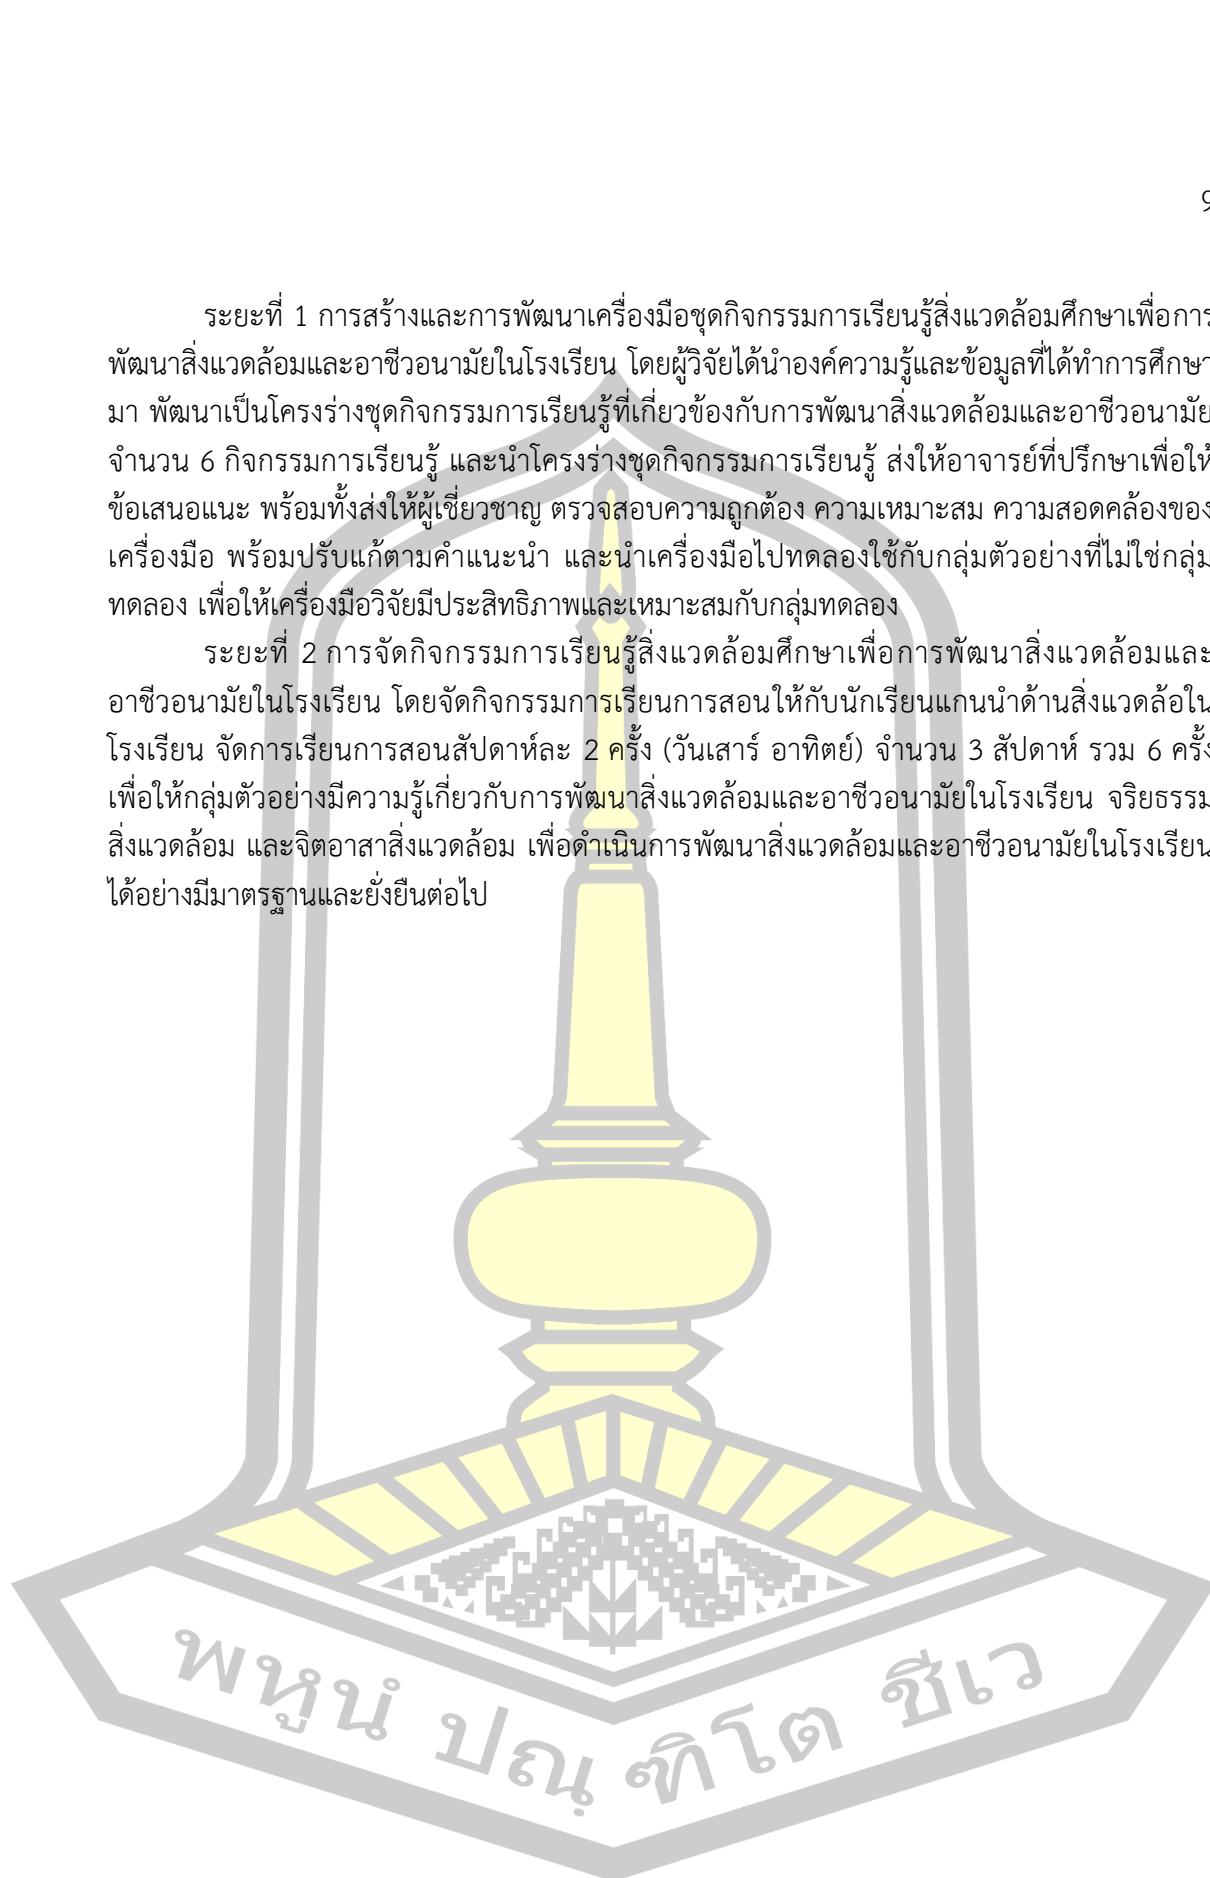 9
ระยะที่ 1 การสร้างและการพัฒนาเครื่องมือชุดกิจกรรมการเรียนรู้สิ่งแวดล้อมศึกษาเพื่อการ
พัฒนาสิ่งแวดล้อมและอาชีวอนามัยในโรงเรียน โดยผู้วิจัยได้นำองค์ความรู้และข้อมูลที่ได้ทำการศึกษา
มา พัฒนาเป็นโครงร่างชุดกิจกรรมการเรียนรู้ที่เกี่ยวข้องกับการพัฒนาสิ่งแวดล้อมและอาชีวอนามัย
จำนวน 6 กิจกรรมการเรียนรู้ และนำโครงร่างชุดกิจกรรมการเรียนรู้ ส่งให้อาจารย์ที่ปรึกษาเพื่อให้
ข้อเสนอแนะ พร้อมทั้งส่งให้ผู้เชี่ยวชาญ ตรวจสอบความถูกต้อง ความเหมาะสม ความสอดคล้องของ
เครื่องมือ พร้อมปรับแก้ตามคำแนะนำ และนำเครื่องมือไปทดลองใช้กับกลุ่มตัวอย่างที่ไม่ใช่กลุ่ม
ทดลอง เพื่อให้เครื่องมือวิจัยมีประสิทธิภาพและเหมาะสมกับกลุ่มทดลอง
ระยะที่ 2 การจัดกิจกรรมการเรียนรู้สิ่งแวดล้อมศึกษาเพื่อการพัฒนาสิ่งแวดล้อมและ
อาชีวอนามัยในโรงเรียน โดยจัดกิจกรรมการเรียนการสอนให้กับนักเรียนแกนนำด้านสิ่งแวดล้อใน
โรงเรียน จัดการเรียนการสอนสัปดาห์ละ 2 ครั้ง (วันเสาร์ อาทิตย์) จำนวน 3 สัปดาห์ รวม 6 ครั้ง
เพื่อให้กลุ่มตัวอย่างมีความรู้เกี่ยวกับการพัฒนาสิ่งแวดล้อมและอาชีวอนามัยในโรงเรียน จริยธรรม
สิ่งแวดล้อม และจิตอาสาสิ่งแวดล้อม เพื่อดำเนินการพัฒนาสิ่งแวดล้อมและอาชีวอนามัยในโรงเรียน
ได้อย่างมีมาตรฐานและยั่งยืนต่อไป
พหูนํ ปณฺฑิโต ชีเว